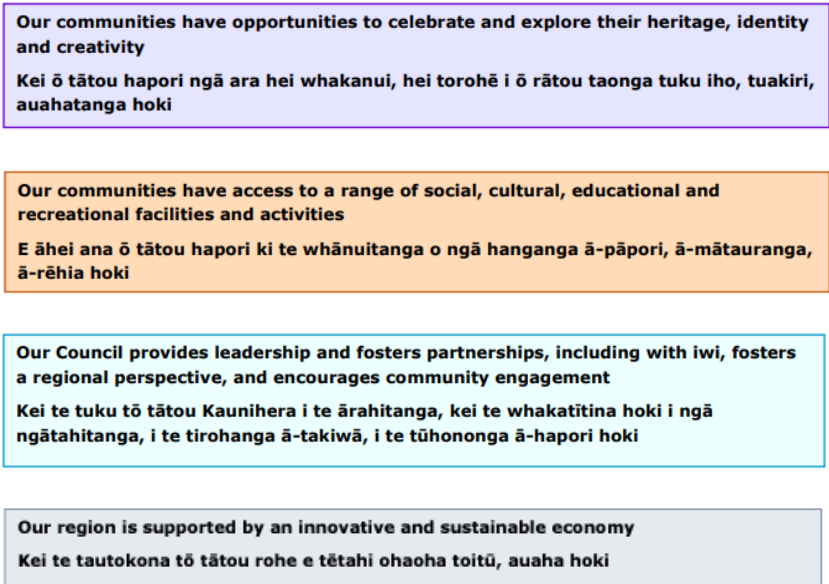 Our communities have opportunities to celebrate and explore their heritage, identity
and creativity
Kei ō tātou hapori ngā ara hei whakanui, hei torohē i ō rātou taonga tuku iho, tuakiri,
auahatanga hoki
Our communities have access to a range of social, cultural, educational and
recreational facilities and activities
E āhei ana ō tātou hapori ki te whānuitanga o ngā hanganga ā-pāpori, ā-mātauranga,
ā-rēhia hoki
Our Council provides leadership and fosters partnerships, including with iwi, fosters
a regional perspective, and encourages community engagement
Kei te tuku tō tātou Kaunihera i te ārahitanga, kei te whakatītina hoki i ngā
ngātahitanga, i te tirohanga ā-takiwā, i te tūhononga ā-hapori hoki
Our region is supported by an innovative and sustainable economy
Kei te tautokona tō tātou rohe e tētahi ohaoha toitū, auaha hoki